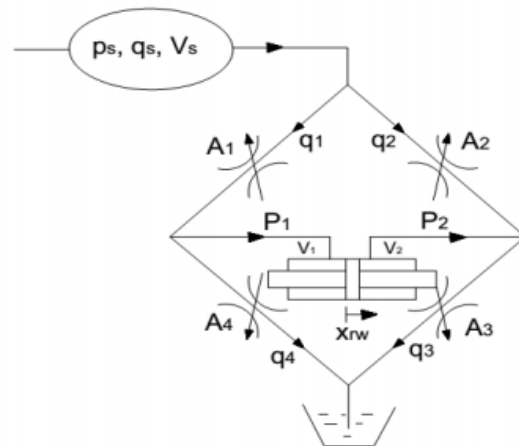 ps, qs, Vs
q1 q2
A1 A2
P1 P2
V1 V2
A4 A3
xrw
q4 q3